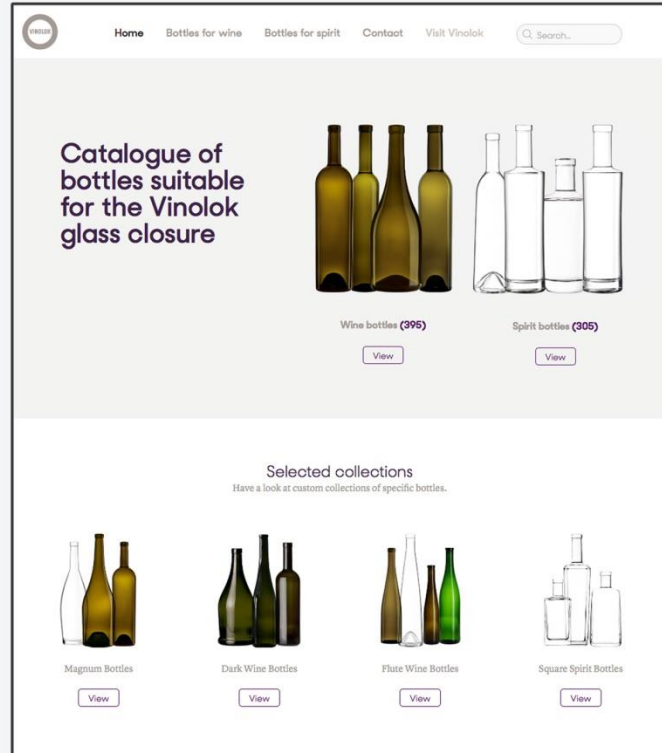 VINOLOK
Home Bottles for wine Bottles for spirit Contact Visit Vinolok Search...
Catalogue of
bottles suitable
for the Vinolok
glass closure
Wine bottles (395) Spirit bottles (305)
View View
Selected collections
Have a look at custom collections of specific bottles.
Magnum Bottles Dark Wine Bottles Flute Wine Bottles Square Spirit Bottles
View View View View